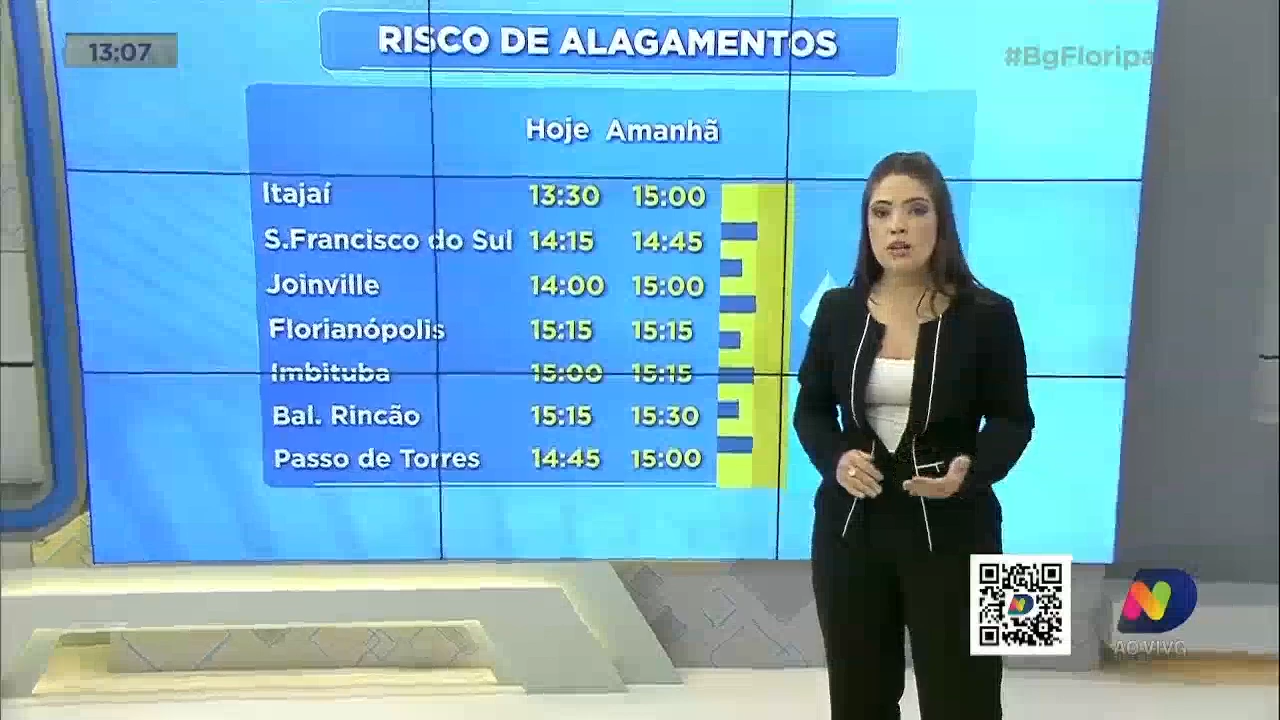 13:07
RISCO DE ALAGAMENTOS
#BgFloripa
Hoje Amanhã
Itajaí 13:30 15:00
S.Francisco do Sul 14:15 14:45
Joinville 14:00 15:00
Florianópolis 15:15 15:15
Imbituba 15:00 15:15
Bal. Rincão 15:15 15:30
Passo de Torres 14:45 15:00
AO VIVO